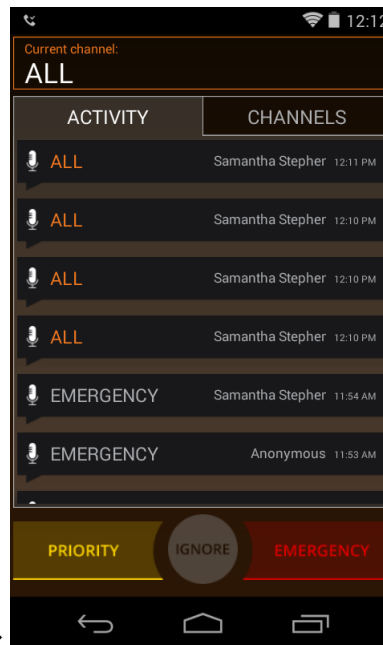 12:12
Current channel:
ALL
ACTIVITY CHANNELS
ALL Samantha Stepher 12:11 PM
ALL Samantha Stepher 12:10 PM
ALL Samantha Stepher 12:10 PM
ALL Samantha Stepher 12:10 PM
EMERGENCY Samantha Stepher 11:54 AM
EMERGENCY Anonymous 11:53 AM
PRIORITY IGNORE EMERGENCY